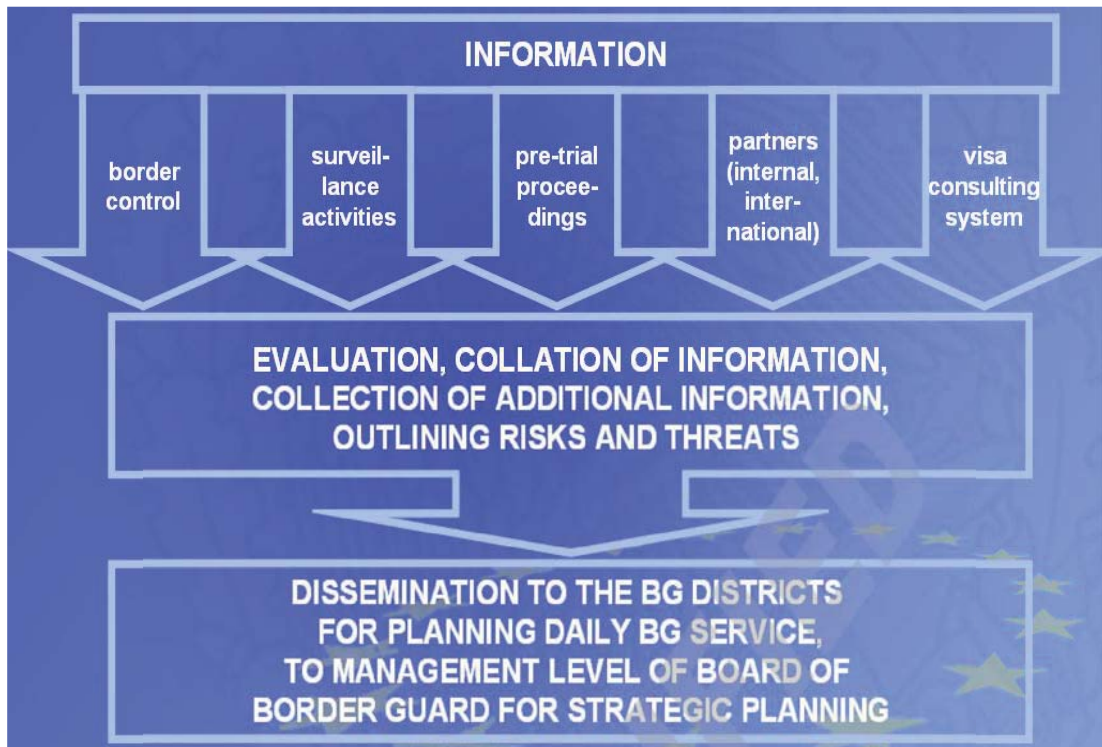 INFORMATION
border
control
surveil-
lance
activities
pre-trial
procee-
dings
partners
(internal,
inter-
national)
visa
consulting
system
EVALUATION, COLLATION OF INFORMATION,
COLLECTION OF ADDITIONAL INFORMATION,
OUTLINING RISKS AND THREATS
DISSEMINATION TO THE BG DISTRICTS
FOR PLANNING DAILY BG SERVICE,
TO MANAGEMENT LEVEL OF BOARD OF
BORDER GUARD FOR STRATEGIC PLANNING